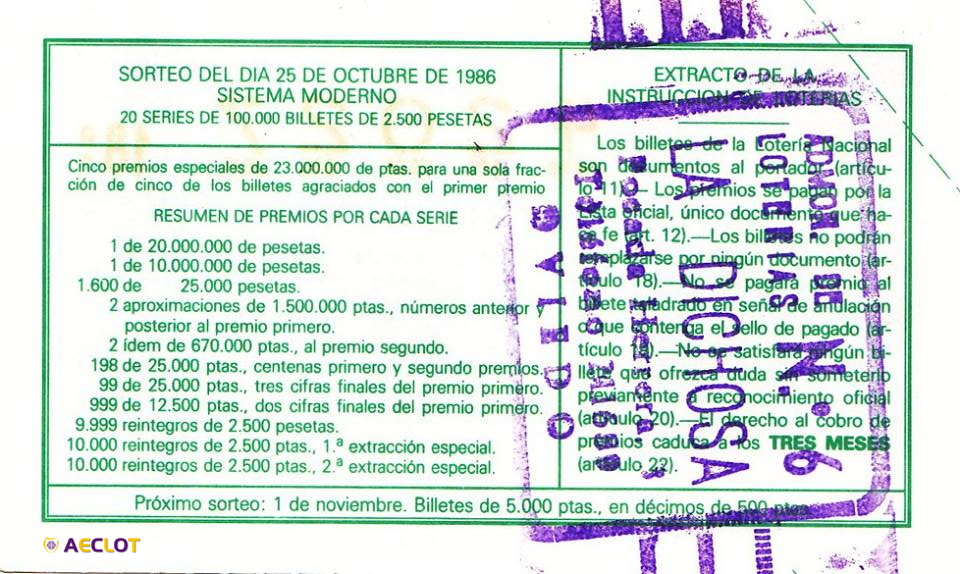 SORTEO DEL DIA 25 DE OCTUBRE DE 1986
SISTEMA MODERNO
20 SERIES DE 100.000 BILLETES DE 2.500 PESETAS
Cinco premios especiales de 23.000.000 de ptas. para una sola frac-
ción de cinco de los billetes agraciados con el primer premio
RESUMEN DE PREMIOS POR CADA SERIE
1 de 20.000.000 de pesetas.
1 de 10.000.000 de pesetas.
1.600 de 25.000 pesetas.
2 aproximaciones de 1.500.000 ptas., números anterior y
posterior al premio primero.
2 ídem de 670.000 ptas., al premio segundo.
198 de 25.000 ptas., centenas primero y segundo premios.
99 de 25.000 ptas., tres cifras finales del premio primero.
999 de 12.500 ptas., dos cifras finales del premio primero.
9.999 reintegros de 2.500 pesetas.
10.000 reintegros de 2.500 ptas., 1.ª extracción especial.
10.000 reintegros de 2.500 ptas., 2.ª extracción especial.
EXTRACTO DE LA
INSTRUCCION DE LOTERIAS
Los billetes de la Lotería Nacional
son documentos al portador (artícu-
lo 11).— Los premios se pagan por la
lista oficial, único documento que ha-
ce fe (art. 12).—Los billetes no podrán
remplazarse por ningún documento (ar-
tículo 18).—No se pagará premio al
billete taladrado en señal de anulación
o que contenga el sello de pagado (ar-
tículo 19).—No se satisfará ningún bi-
llete que ofrezca duda sin someterlo
previamente a reconocimiento oficial
(artículo 20).—El derecho al cobro de
premios caduca a los TRES MESES
(artículo 22).
Próximo sorteo: 1 de noviembre. Billetes de 5.000 ptas., en décimos de 500 ptas.
ADMON. DE
LOTERIAS N.º 6
LA DICHOSA
OVIEDO
AECLOT